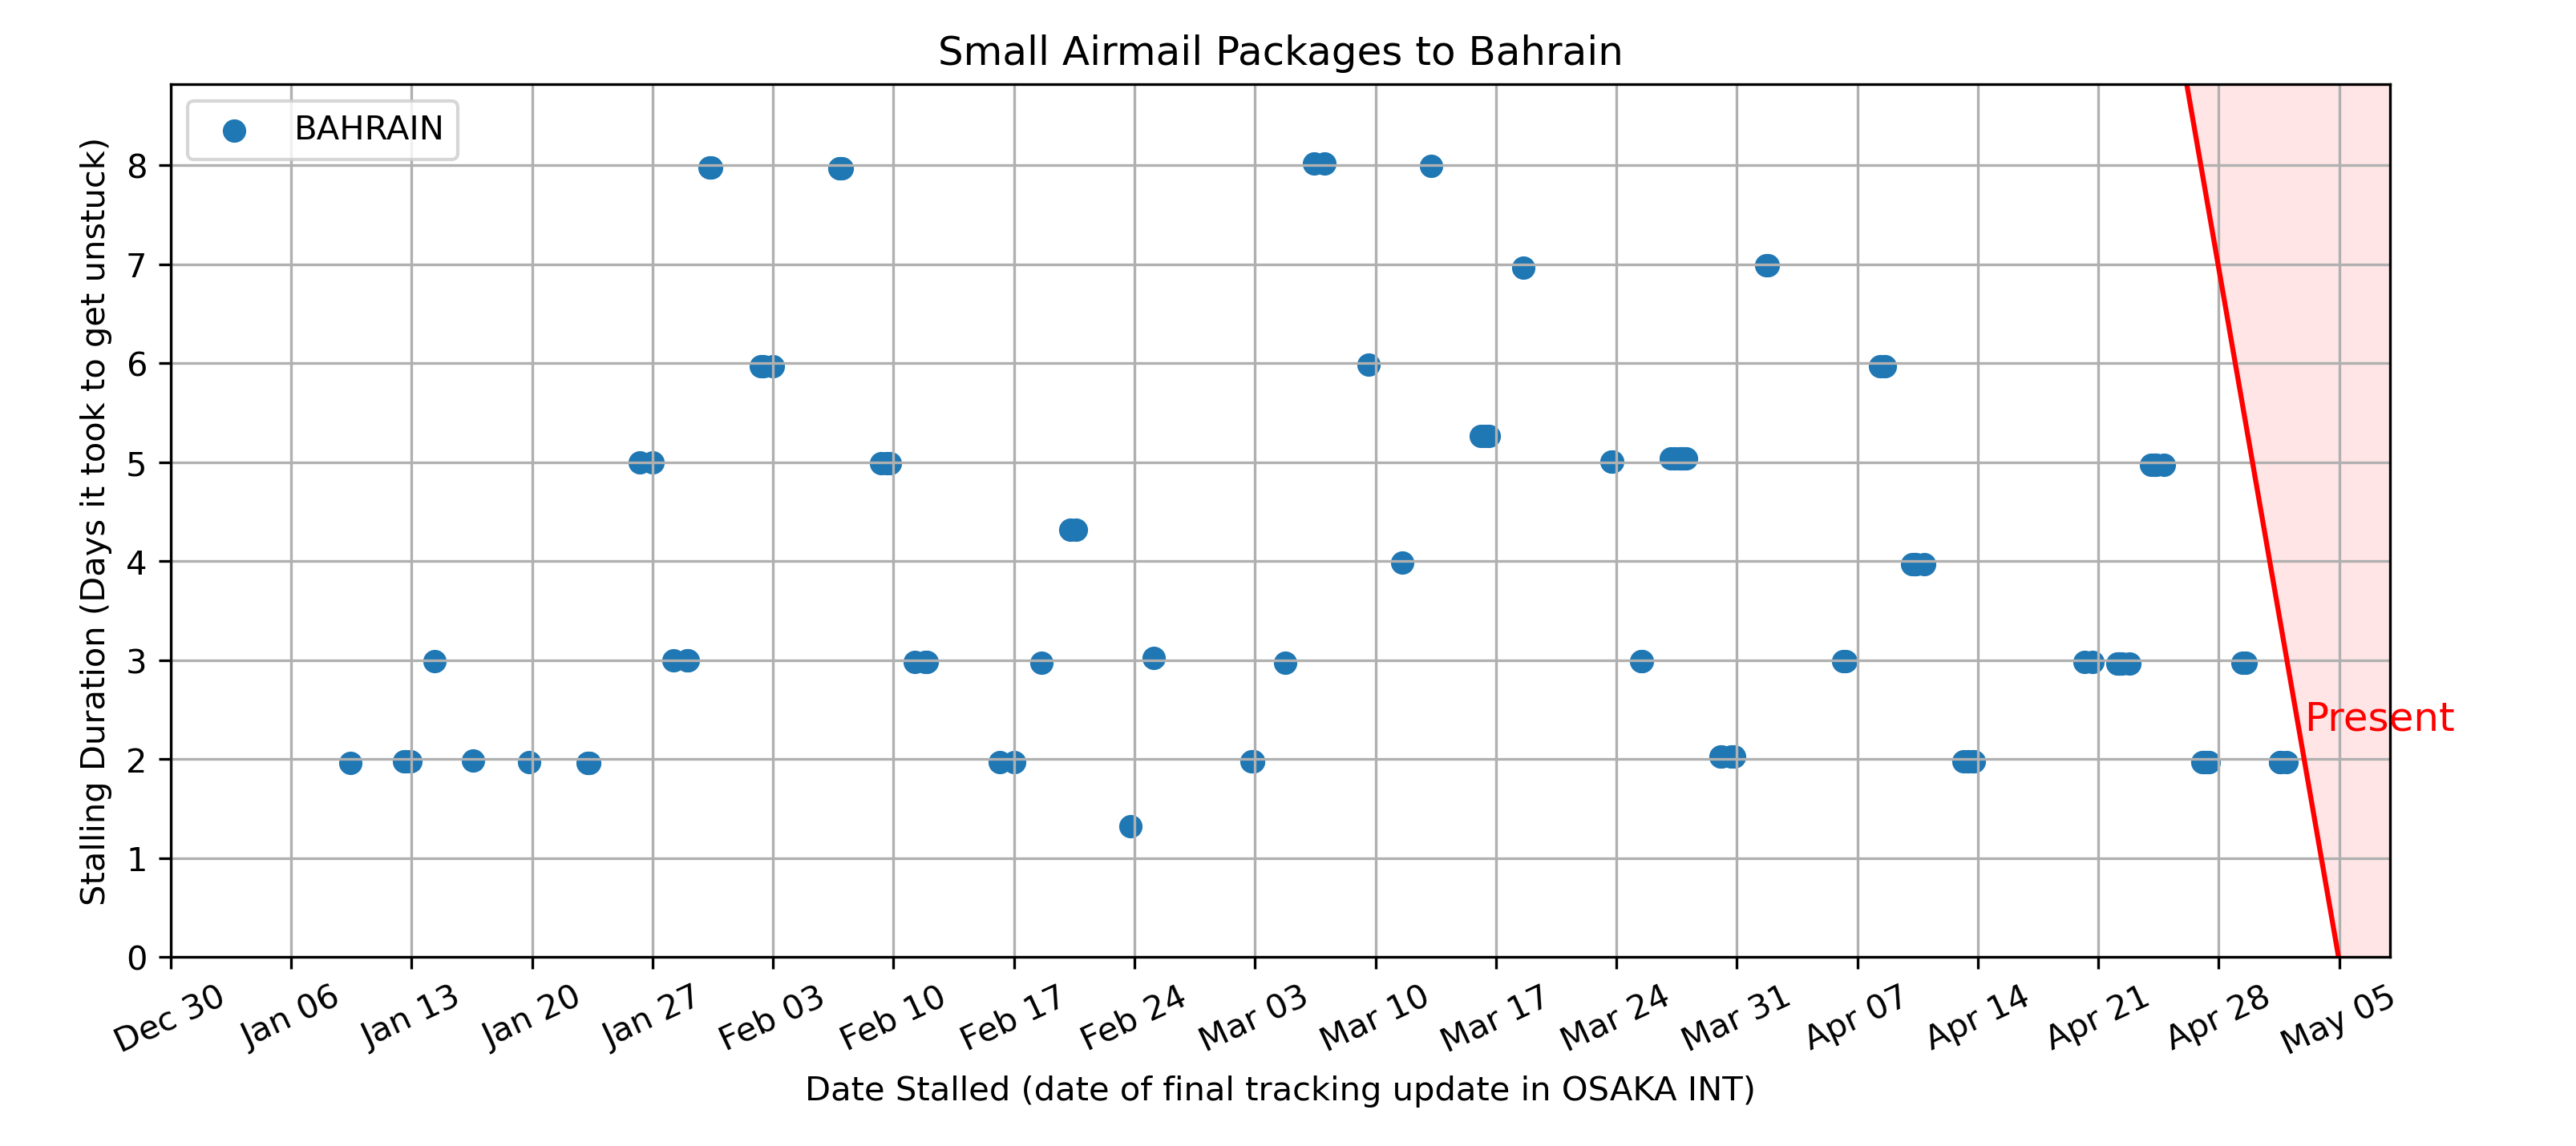 Small Airmail Packages to Bahrain
BAHRAIN
Stalling Duration (Days it took to get unstuck)
8
7
6
5
4
3
2
1
0
Present
Dec 30
Jan 06
Jan 13
Jan 20
Jan 27
Feb 03
Feb 10
Feb 17
Feb 24
Mar 03
Mar 10
Mar 17
Mar 24
Mar 31
Apr 07
Apr 14
Apr 21
Apr 28
May 05
Date Stalled (date of final tracking update in OSAKA INT)